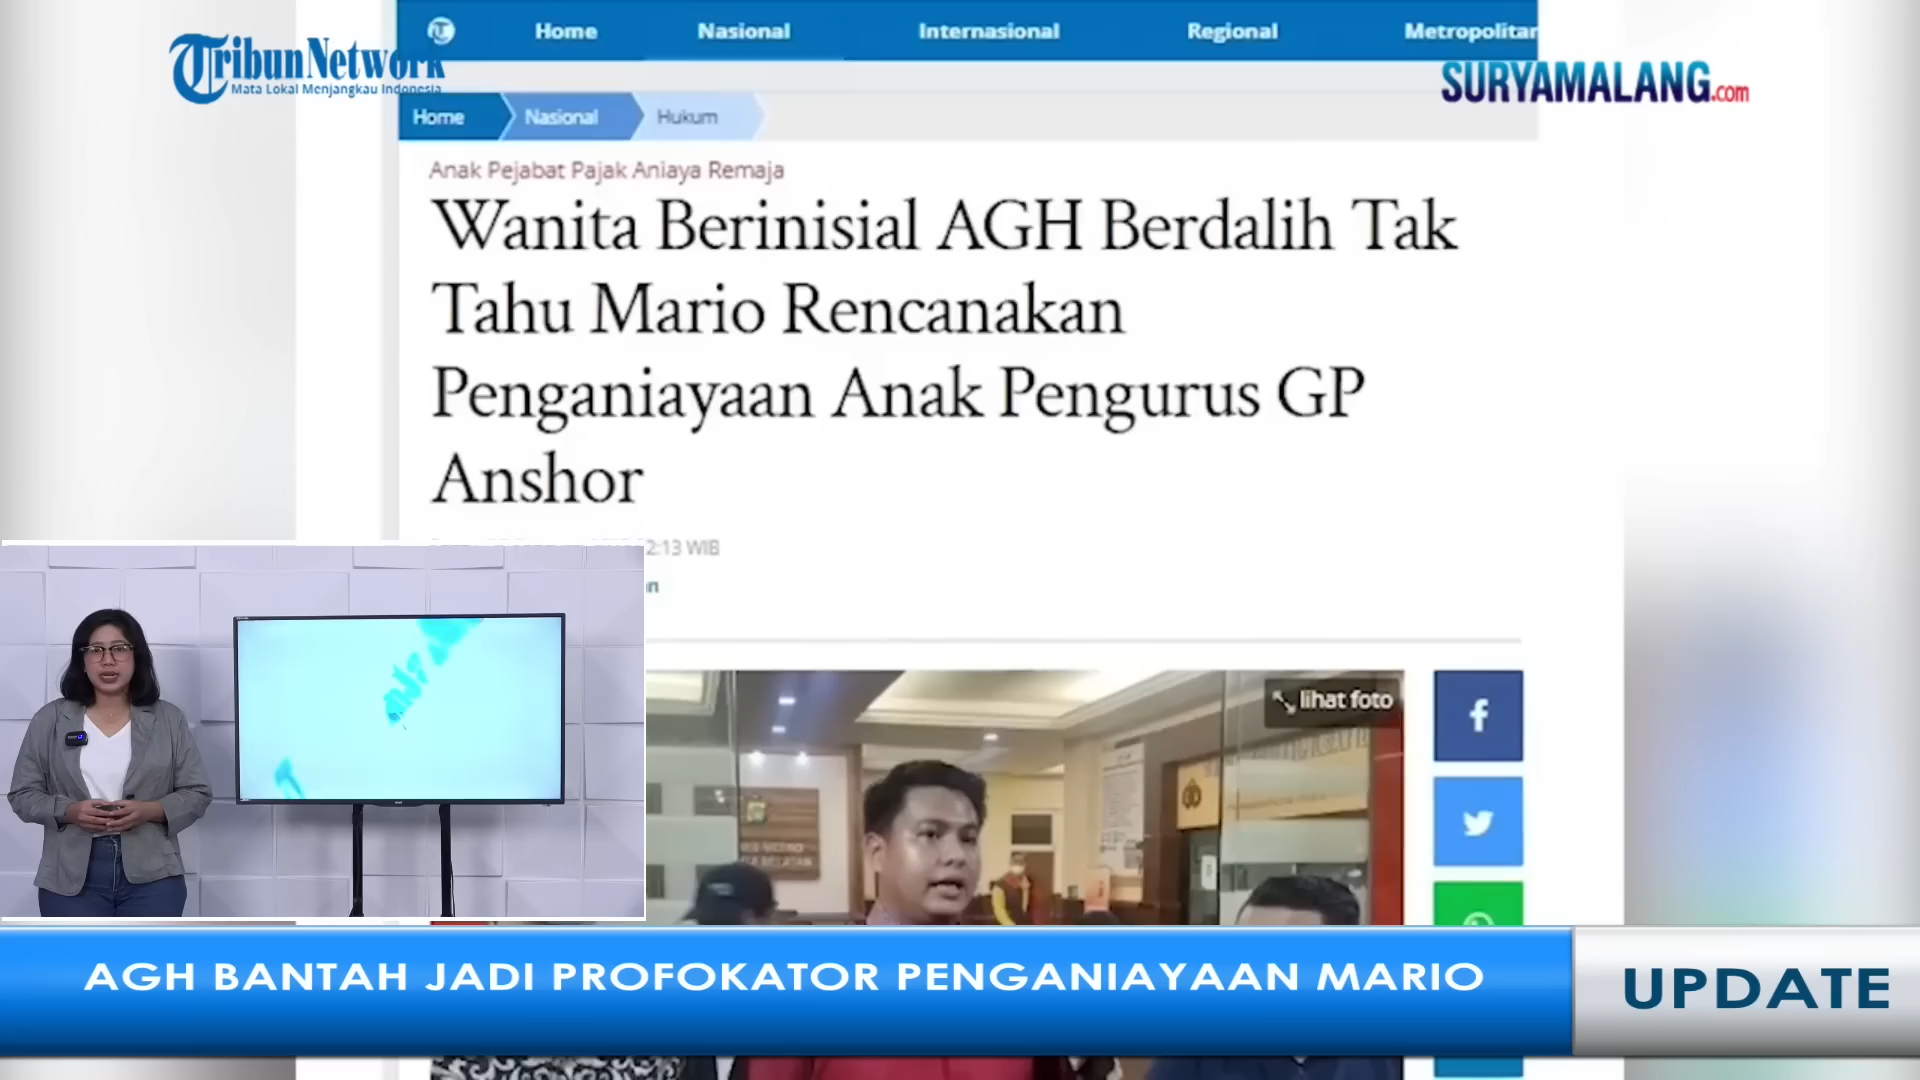 TribunNetwork
Mata Lokal Menjangkau Indonesia
Home Nasional Internasional Regional Metropolitan
SURYAMALANG.com
Home Nasional Hukum
Anak Pejabat Pajak Aniaya Remaja
Wanita Berinisial AGH Berdalih Tak
Tahu Mario Rencanakan
Penganiayaan Anak Pengurus GP
Anshor
2:13 WIB
lihat foto
AGH BANTAH JADI PROFOKATOR PENGANIAYAAN MARIO
UPDATE